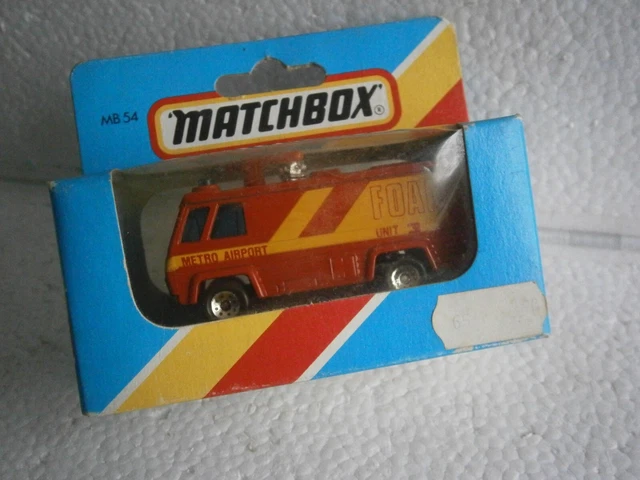 MB 54
"MATCHBOX"®
FOA
UNIT
METRO AIRPORT